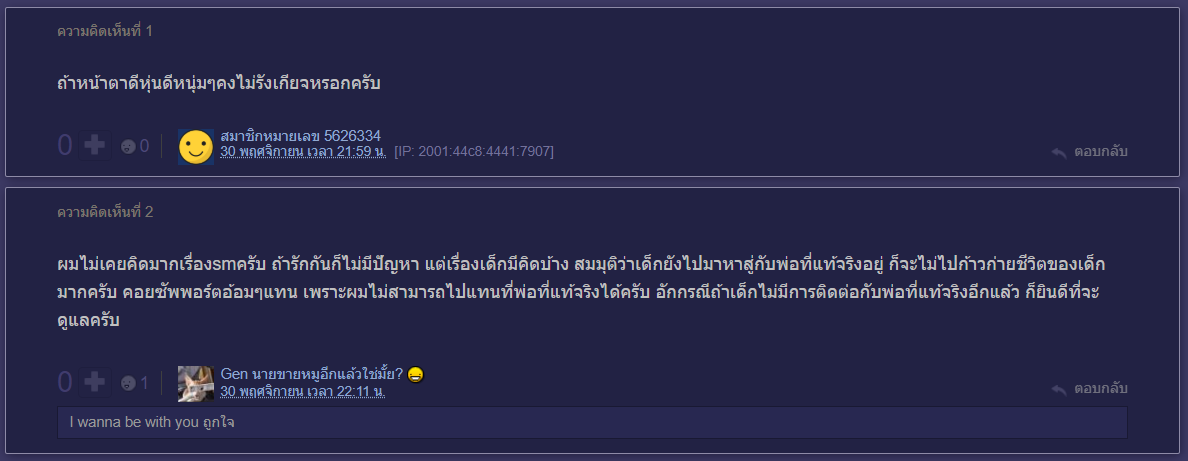 ความคิดเห็นที่ 1
ถ้าหน้าตาดีหุ่นดีหนุ่มๆคงไม่รังเกียจหรอกครับ
0 0 สมาชิกหมายเลข 5626334
30 พฤศจิกายน เวลา 21:59 น. [IP: 2001:44c8:4441:7907] ตอบกลับ
ความคิดเห็นที่ 2
ผมไม่เคยคิดมากเรื่องsmครับ ถ้ารักกันก็ไม่มีปัญหา แต่เรื่องเด็กมีคิดบ้าง สมมุติว่าเด็กยังไปมาหาสู่กับพ่อที่แท้จริงอยู่ ก็จะไม่ไปก้าวก่ายชีวิตของเด็ก
มากครับ คอยซัพพอร์ตอ้อมๆแทน เพราะผมไม่สามารถไปแทนที่พ่อที่แท้จริงได้ครับ อักกรณีถ้าเด็กไม่มีการติดต่อกับพ่อที่แท้จริงอีกแล้ว ก็ยินดีที่จะ
ดูแลครับ
0 1 Gen นายขายหมูอีกแล้วใช่มั้ย?
30 พฤศจิกายน เวลา 22:11 น. ตอบกลับ
I wanna be with you ถูกใจ